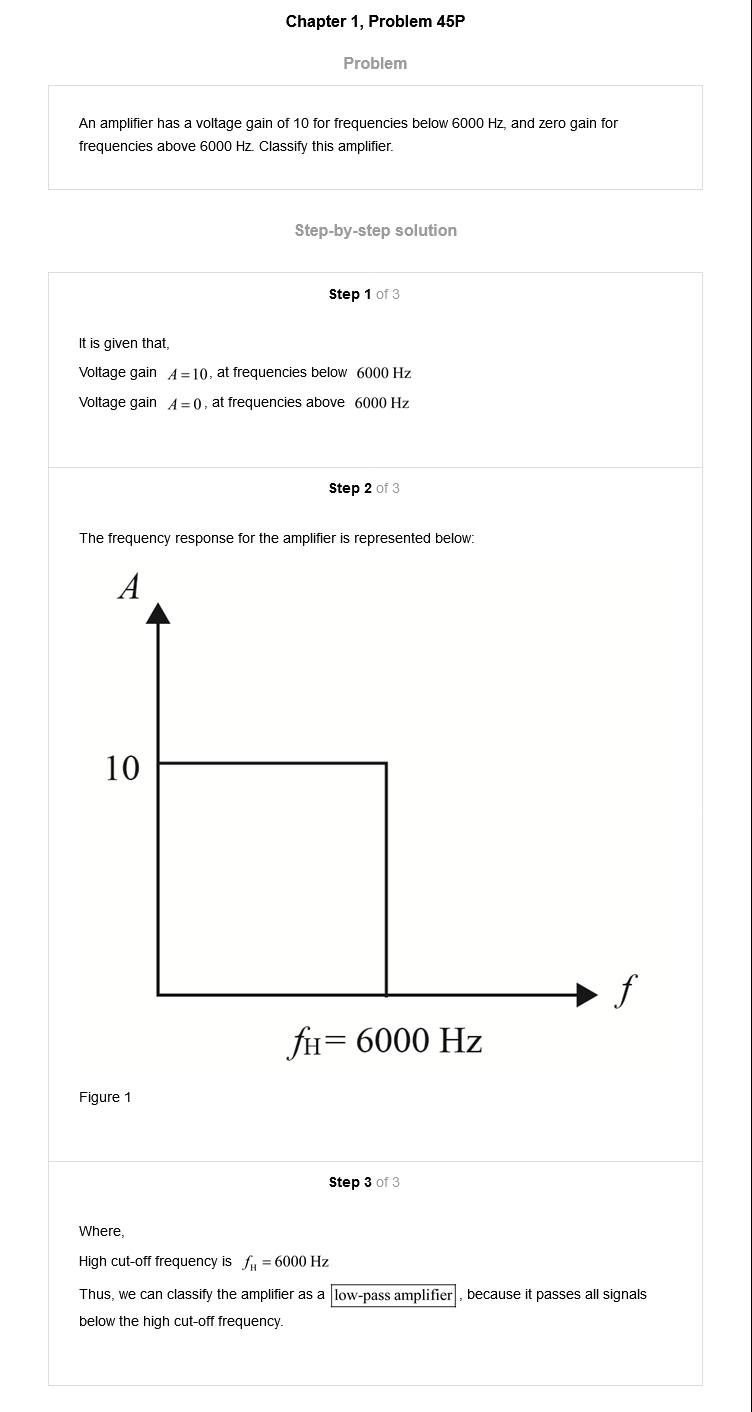 Chapter 1, Problem 45P
Problem
An amplifier has a voltage gain of 10 for frequencies below 6000 Hz, and zero gain for
frequencies above 6000 Hz. Classify this amplifier.
Step-by-step solution
Step 1 of 3
It is given that,
Voltage gain A = 10, at frequencies below 6000 Hz
Voltage gain A = 0, at frequencies above 6000 Hz
Step 2 of 3
The frequency response for the amplifier is represented below:
A
10
f
fH= 6000 Hz
Figure 1
Step 3 of 3
Where,
High cut-off frequency is fH = 6000 Hz
Thus, we can classify the amplifier as a low-pass amplifier, because it passes all signals
below the high cut-off frequency.